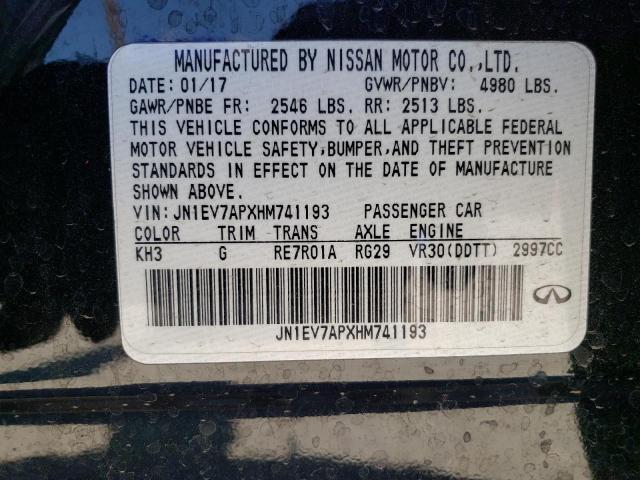 MANUFACTURED BY NISSAN MOTOR CO.,LTD.
DATE: 01/17 GVWR/PNBV: 4980 LBS.
GAWR/PNBE FR: 2546 LBS. RR: 2513 LBS.
THIS VEHICLE CONFORMS TO ALL APPLICABLE FEDERAL
MOTOR VEHICLE SAFETY,BUMPER,AND THEFT PREVENTION
STANDARDS IN EFFECT ON THE DATE OF MANUFACTURE
SHOWN ABOVE.
VIN:JN1EV7APXHM741193 PASSENGER CAR
COLOR TRIM TRANS AXLE ENGINE
KH3 G RE7R01A RG29 VR30(DDTT) 2997CC
JN1EV7APXHM741193